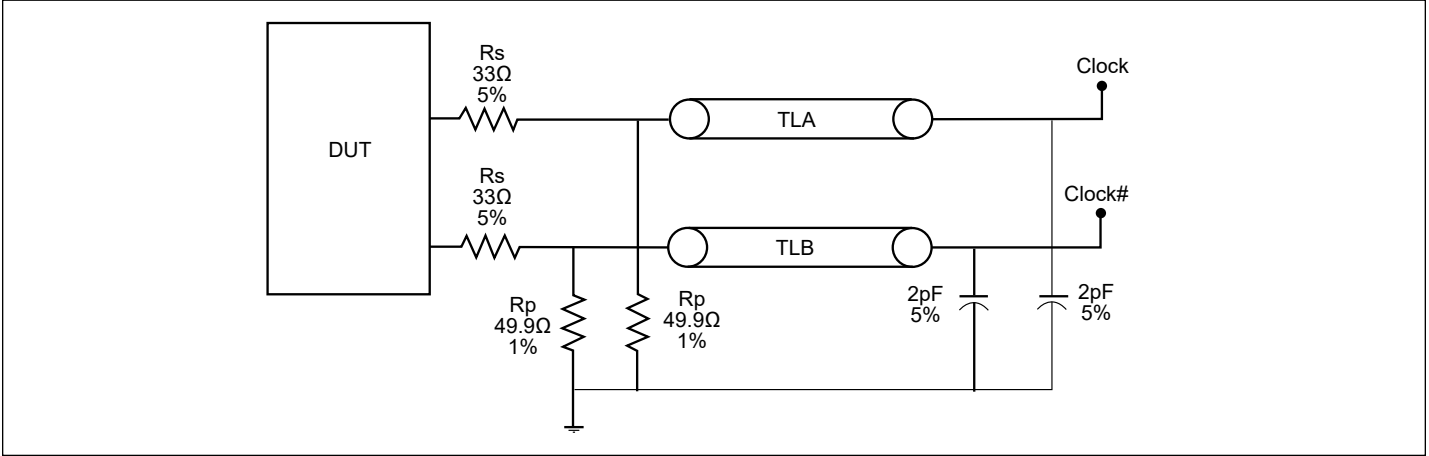 Rs
33Ω
5%
Clock
TLA
DUT
Rs
33Ω
5%
Clock#
TLB
Rp
49.9Ω
1%
Rp
49.9Ω
1%
2pF
5%
2pF
5%